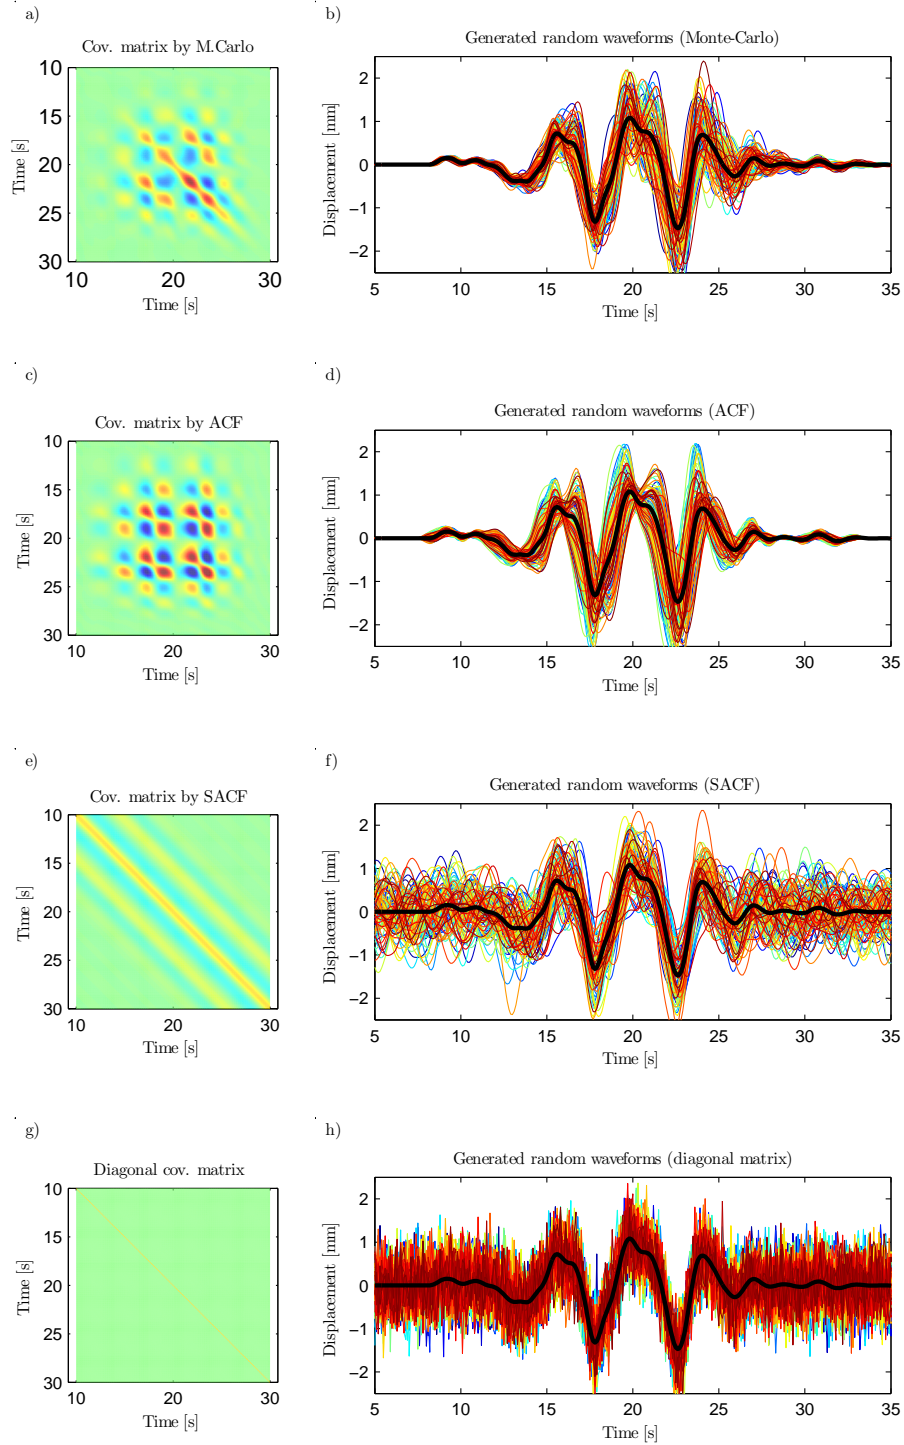 a)
b)
Cov. matrix by M.Carlo
Generated random waveforms (Monte-Carlo)
10
15
20
25
30
Time [s]
10 20 30
Time [s]
2
1
0
−1
−2
Displacement [mm]
5 10 15 20 25 30 35
Time [s]
c)
d)
Cov. matrix by ACF
Generated random waveforms (ACF)
10
15
20
25
30
Time [s]
10 20 30
Time [s]
2
1
0
−1
−2
Displacement [mm]
5 10 15 20 25 30 35
Time [s]
e)
f)
Cov. matrix by SACF
Generated random waveforms (SACF)
10
15
20
25
30
Time [s]
10 20 30
Time [s]
2
1
0
−1
−2
Displacement [mm]
5 10 15 20 25 30 35
Time [s]
g)
h)
Diagonal cov. matrix
Generated random waveforms (diagonal matrix)
10
15
20
25
30
Time [s]
10 20 30
Time [s]
2
1
0
−1
−2
Displacement [mm]
5 10 15 20 25 30 35
Time [s]